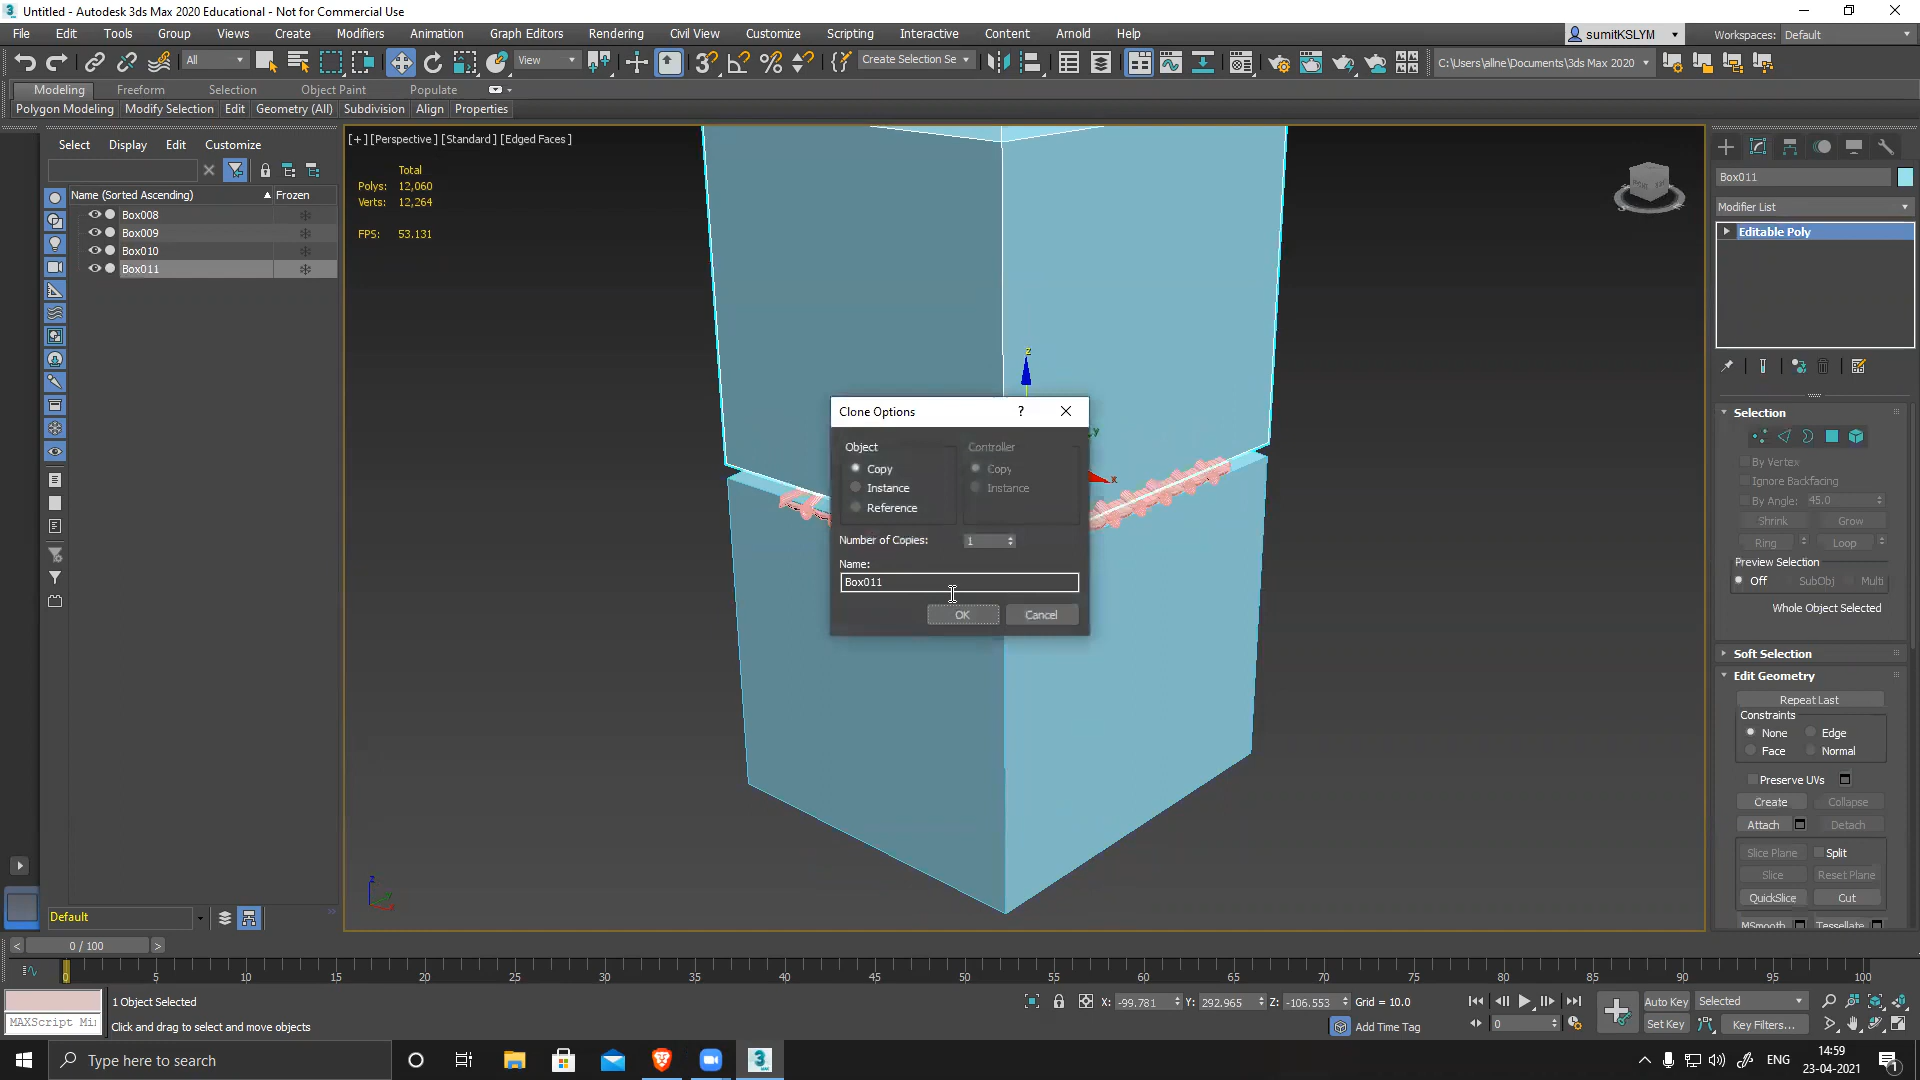 Untitled - Autodesk 3ds Max 2020 Educational - Not for Commercial Use
File Edit Tools Group Views Create Modifiers Animation Graph Editors Rendering Civil View Customize Scripting Interactive Content Arnold Help
sumitKSLYM Workspaces: Default
All View Create Selection Se C:\Users\allne\Documents\3ds Max 2020
Modeling Freeform Selection Object Paint Populate
Polygon Modeling Modify Selection Edit Geometry (All) Subdivision Align Properties
Select Display Edit Customize
[+] [Perspective] [Standard] [Edged Faces]
Total
Polys: 12,060
Verts: 12,264
FPS: 53.131
Name (Sorted Ascending) Frozen
Box008
Box009
Box010
Box011
Box011
Modifier List
Editable Poly
z
y
x
Clone Options ?
Object Controller
Copy Copy
Instance Instance
Reference
Number of Copies: 1
Name:
Box011
OK Cancel
Selection
By Vertex
Ignore Backfacing
By Angle: 45.0
Shrink Grow
Ring Loop
Preview Selection
Off SubObj Multi
Whole Object Selected
Soft Selection
Edit Geometry
Repeat Last
Constraints
None Edge
Face Normal
Preserve UVs
Create Collapse
Attach Detach
Slice Plane Split
Slice Reset Plane
QuickSlice Cut
MSmooth Tessellate
z
Default
< 0 / 100 >
0 5 10 15 20 25 30 35 40 45 50 55 60 65 70 75 80 85 90 95 100
1 Object Selected X: -99.781 Y: 292.965 Z: -106.553 Grid = 10.0 Auto Key Selected
MAXScript Mi
Click and drag to select and move objects Add Time Tag 0 Set Key Key Filters...
Type here to search
ENG
14:59
23-04-2021
1